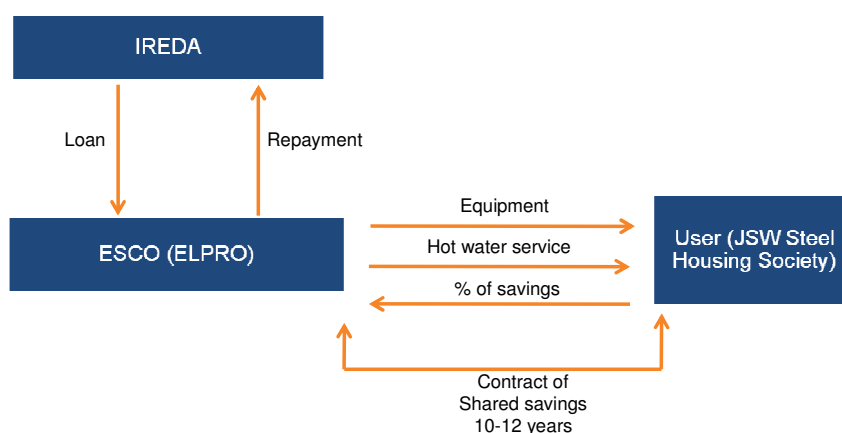 IREDA
Loan
Repayment
ESCO (ELPRO)
Equipment
Hot water service
% of savings
User (JSW Steel
Housing Society)
Contract of
Shared savings
10-12 years